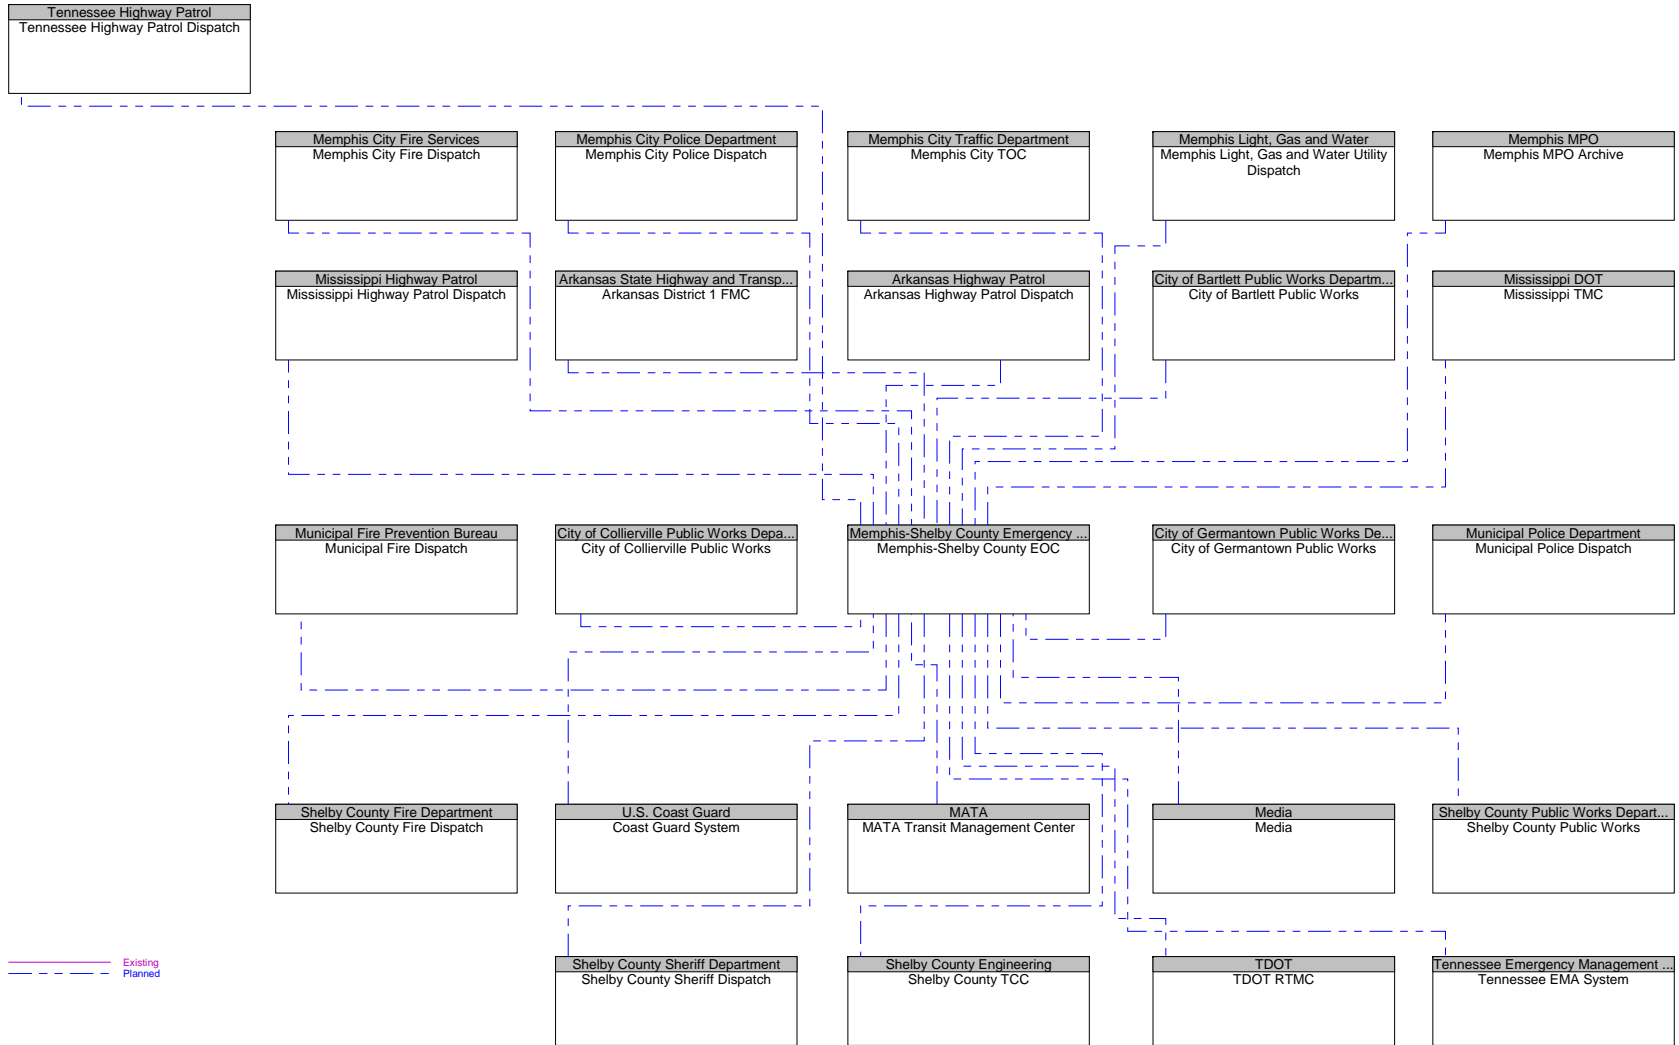 Tennessee Highway Patrol
Tennessee Highway Patrol Dispatch
Memphis City Fire Services
Memphis City Fire Dispatch
Memphis City Police Department
Memphis City Police Dispatch
Memphis City Traffic Department
Memphis City TOC
Memphis Light, Gas and Water
Memphis Light, Gas and Water Utility
Dispatch
Memphis MPO
Memphis MPO Archive
Mississippi Highway Patrol
Mississippi Highway Patrol Dispatch
Arkansas State Highway and Transp...
Arkansas District 1 FMC
Arkansas Highway Patrol
Arkansas Highway Patrol Dispatch
City of Bartlett Public Works Departm...
City of Bartlett Public Works
Mississippi DOT
Mississippi TMC
Municipal Fire Prevention Bureau
Municipal Fire Dispatch
City of Collierville Public Works Depa...
City of Collierville Public Works
Memphis-Shelby County Emergency ...
Memphis-Shelby County EOC
City of Germantown Public Works De...
City of Germantown Public Works
Municipal Police Department
Municipal Police Dispatch
Shelby County Fire Department
Shelby County Fire Dispatch
U.S. Coast Guard
Coast Guard System
MATA
MATA Transit Management Center
Media
Media
Shelby County Public Works Depart...
Shelby County Public Works
Shelby County Sheriff Department
Shelby County Sheriff Dispatch
Shelby County Engineering
Shelby County TCC
TDOT
TDOT RTMC
Tennessee Emergency Management ...
Tennessee EMA System
Existing
Planned